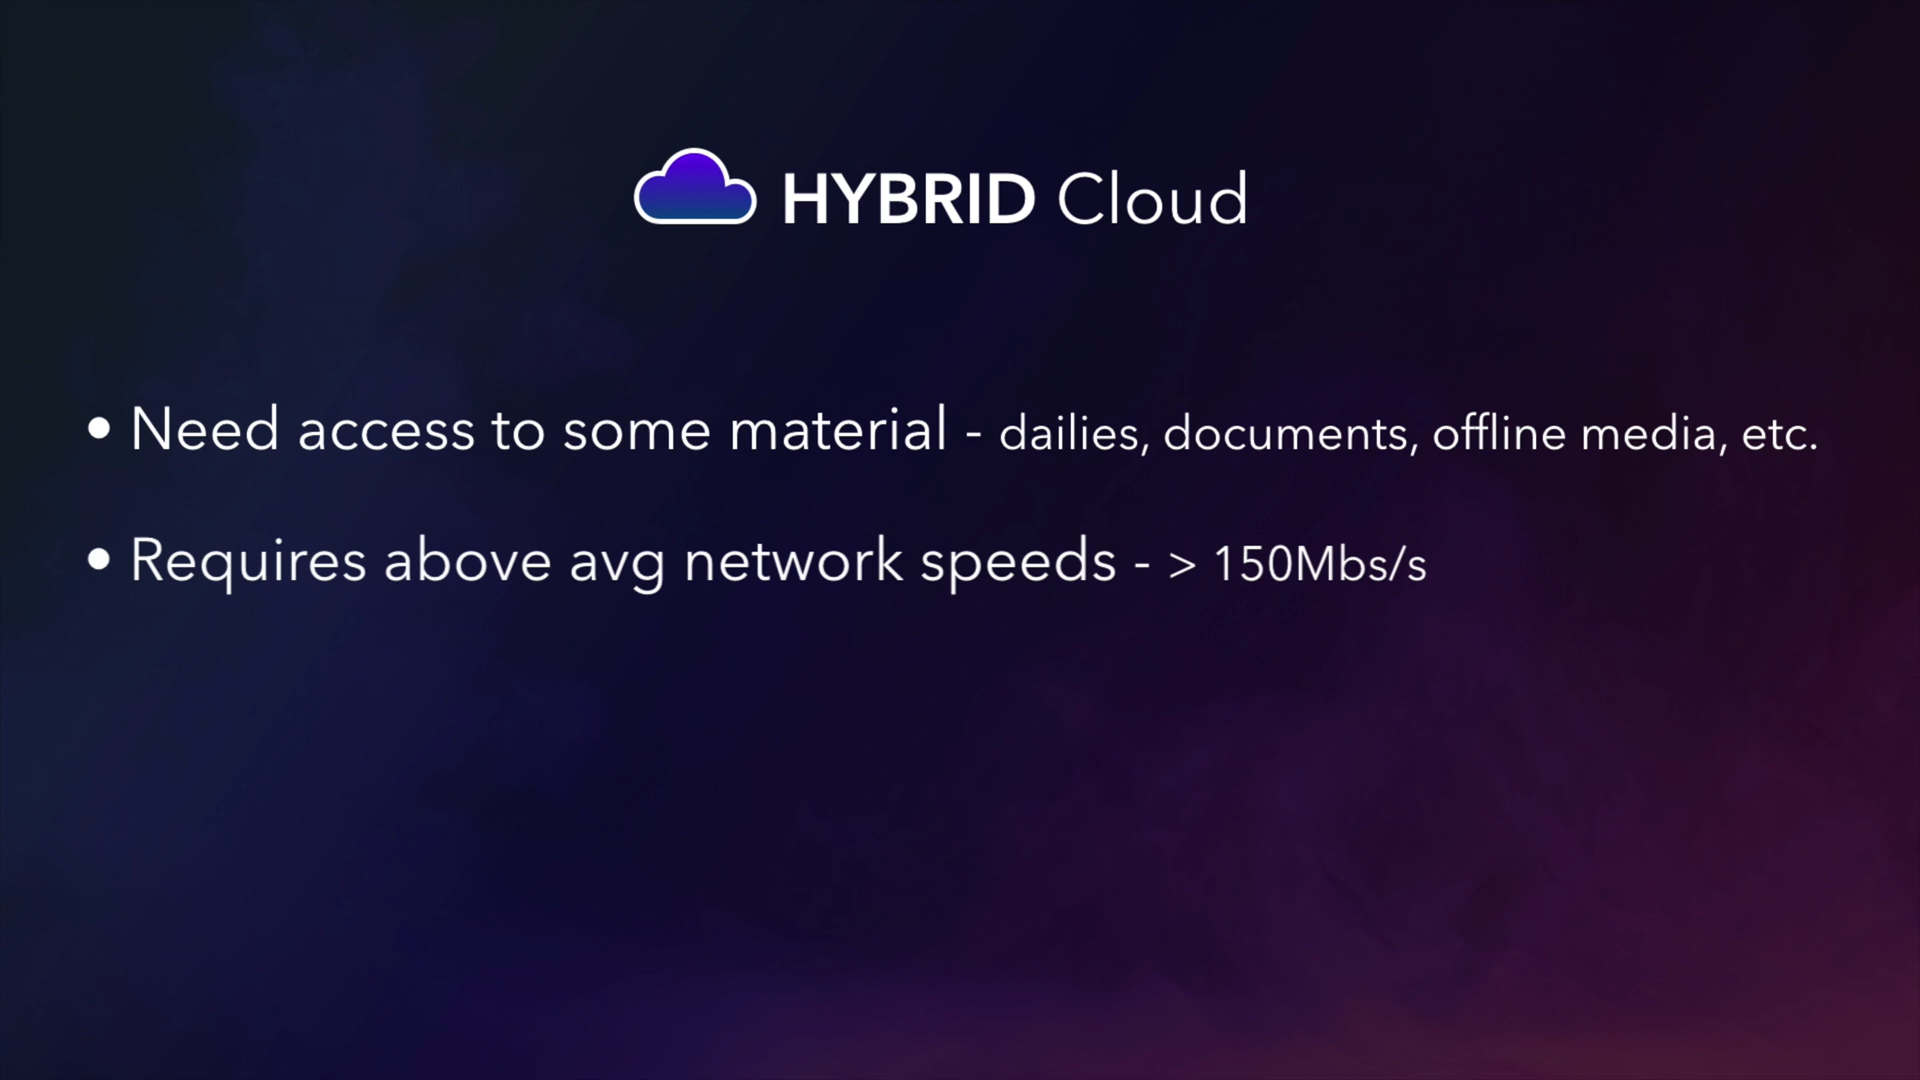 HYBRID Cloud
• Need access to some material - dailies, documents, offline media, etc.
• Requires above avg network speeds - > 150Mbs/s